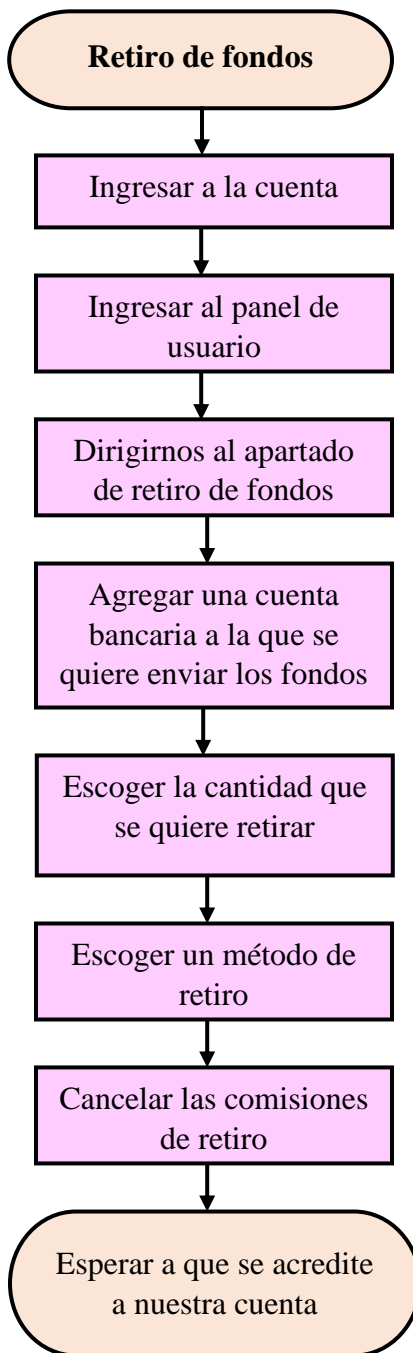 Retiro de fondos
Ingresar a la cuenta
Ingresar al panel de
usuario
Dirigirnos al apartado
de retiro de fondos
Agregar una cuenta
bancaria a la que se
quiere enviar los fondos
Escoger la cantidad que
se quiere retirar
Escoger un método de
retiro
Cancelar las comisiones
de retiro
Esperar a que se acredite
a nuestra cuenta